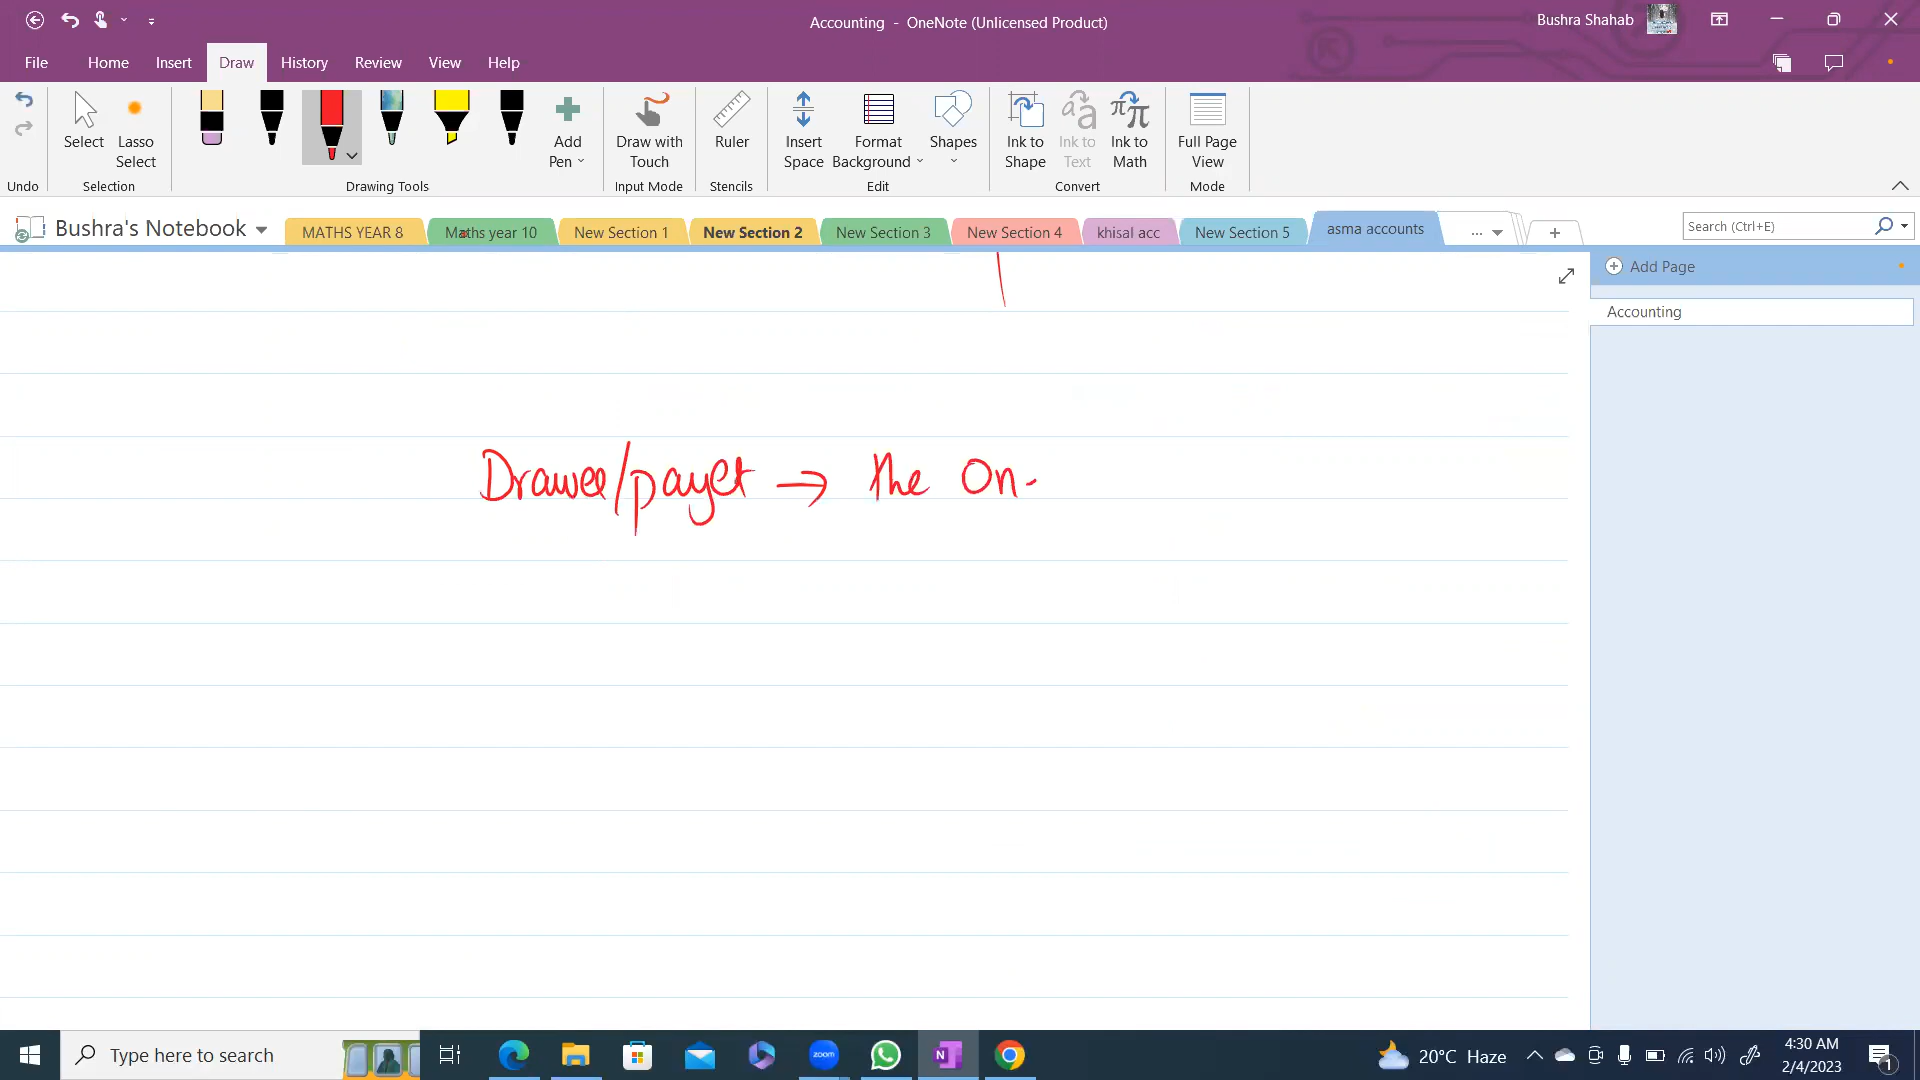 Accounting - OneNote (Unlicensed Product)
Bushra Shahab
File Home Insert Draw History Review View Help
Select Lasso Select Add Pen Draw with Touch Ruler Insert Space Format Background Shapes Ink to Shape Ink to Text Ink to Math Full Page View
Undo Selection Drawing Tools Input Mode Stencils Edit Convert Mode
Bushra's Notebook MATHS YEAR 8 Maths year 10 New Section 1 New Section 2 New Section 3 New Section 4 khisal acc New Section 5 asma accounts ... + Search (Ctrl+E)
Add Page
Accounting
Drawee/payet → the On
Type here to search zoom N 20°C Haze 4:30 AM
2/4/2023 1